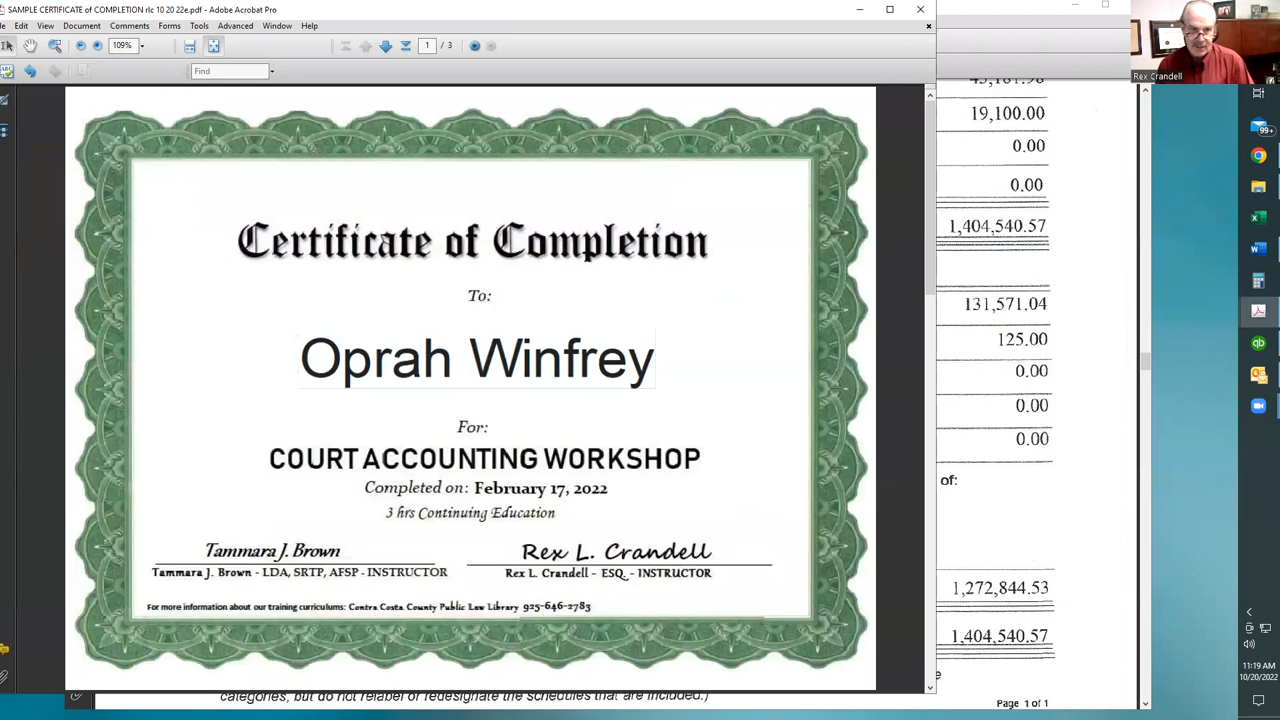 SAMPLE CERTIFICATE of COMPLETION rlc 10 20 22e.pdf - Adobe Acrobat Pro
Edit View Document Comments Forms Tools Advanced Window Help
109% 1 / 3
Find
Rex Crandell
Certificate of Completion
To:
Oprah Winfrey
For:
COURT ACCOUNTING WORKSHOP
Completed on: February 17, 2022
3 hrs Continuing Education
Tammara J. Brown
Tammara J. Brown - LDA, SRTP, AFSP - INSTRUCTOR
Rex L. Crandell
Rex L. Crandell - ESQ. - INSTRUCTOR
For more information about our training curriculums: Contra Costa County Public Law Library 925-646-2783
19,100.00
0.00
0.00
1,404,540.57
131,571.04
125.00
0.00
0.00
0.00
of:
1,272,844.53
1,404,540.57
categories, but do not relabel or redesignate the schedules that are included.)
Page 1 of 1
99+
11:19 AM
10/20/2022